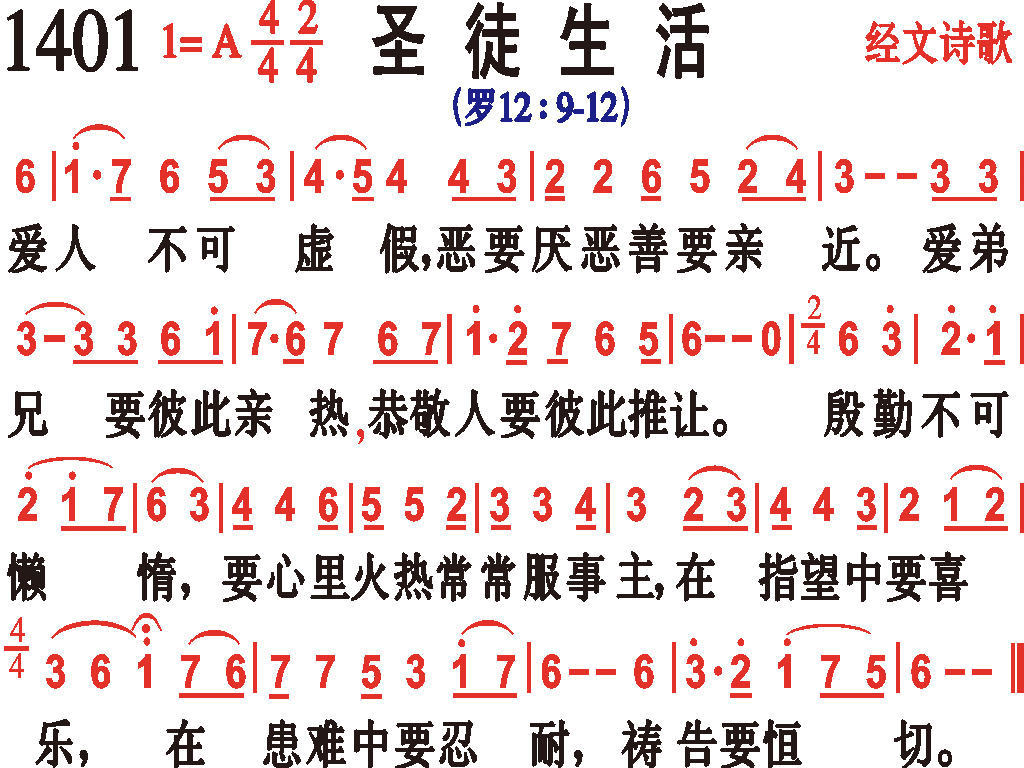 1401 1=A 4/4 2/4 圣徒生活 经文诗歌
(罗12:9-12)
6 | i·7 6 5 3 | 4·5 4 4 3 | 2 2 6 5 2 4 | 3 - - 3 3 |
爱人 不可 虚 假,恶要厌恶善要亲 近。爱弟
3 - 3 3 6 i | 7·6 7 6 7 | i·2̇ 7 6 5 | 6 - - 0 | 2/4 6 3̇ | 2̇·i |
兄 要彼此亲 热,恭敬人要彼此推让。 殷勤不可
2̇ i 7 | 6 3 | 4 4 6 | 5 5 2 | 3 3 4 | 3 2 3 | 4 4 3 | 2 1 2 |
懒 惰,要心里火热常常服事主,在 指望中要喜
4/4 3 6 i 7 6 | 7 7 5 3 i 7 | 6 - - 6 | 3̇·2̇ i 7 5 | 6 - - ‖
乐, 在 患难中要忍 耐,祷告要恒 切。